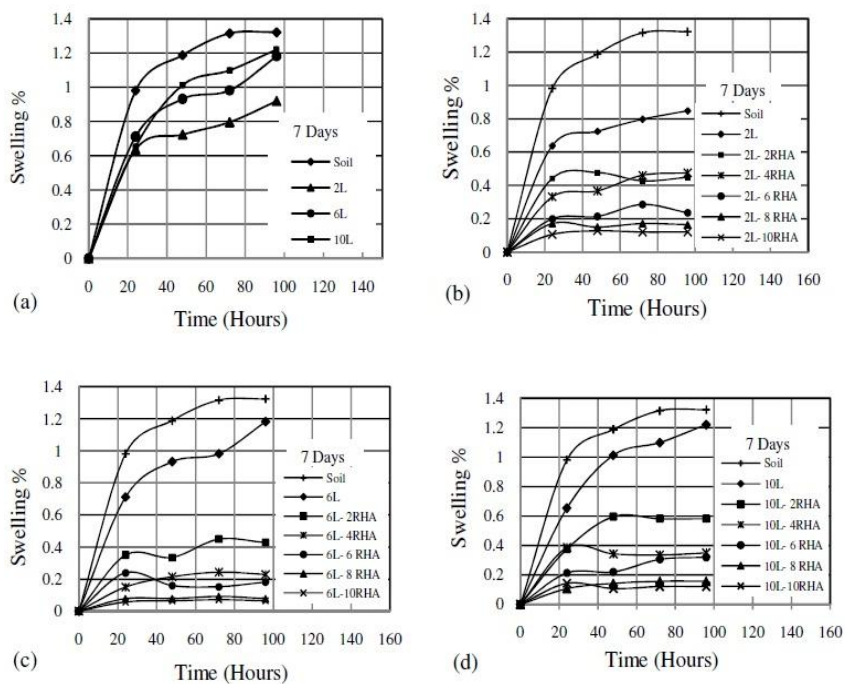 1.4
1.2
1
0.8
0.6
0.4
0.2
0
Swelling %
7 Days
Soil
2L
6L
10L
0 20 40 60 80 100 120 140
Time (Hours)
(a)
1.4
1.2
1
0.8
0.6
0.4
0.2
0
Swelling %
7 Days
Soil
2L
2L- 2RHA
2L- 4RHA
2L- 6 RHA
2L- 8 RHA
2L-10RHA
0 20 40 60 80 100 120 140 160
Time (Hours)
(b)
1.4
1.2
1
0.8
0.6
0.4
0.2
0
Swelling %
7 Days
Soil
6L
6L- 2RHA
6L- 4RHA
6L- 6 RHA
6L- 8 RHA
6L-10RHA
0 20 40 60 80 100 120 140 160
Time (Hours)
(c)
1.4
1.2
1
0.8
0.6
0.4
0.2
0
Swelling %
7 Days
Soil
10L
10L- 2RHA
10L- 4RHA
10L- 6 RHA
10L- 8 RHA
10L-10RHA
0 20 40 60 80 100 120 140 160
Time (Hours)
(d)